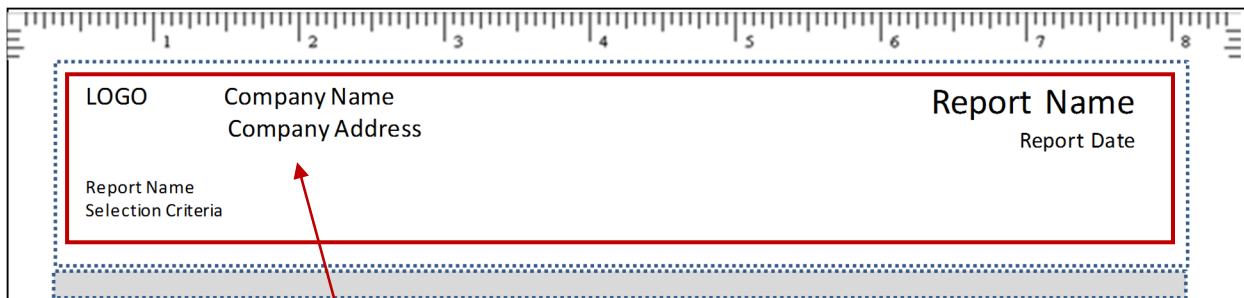 1 2 3 4 5 6 7 8
LOGO Company Name Report Name
Company Address
Report Date
Report Name
Selection Criteria